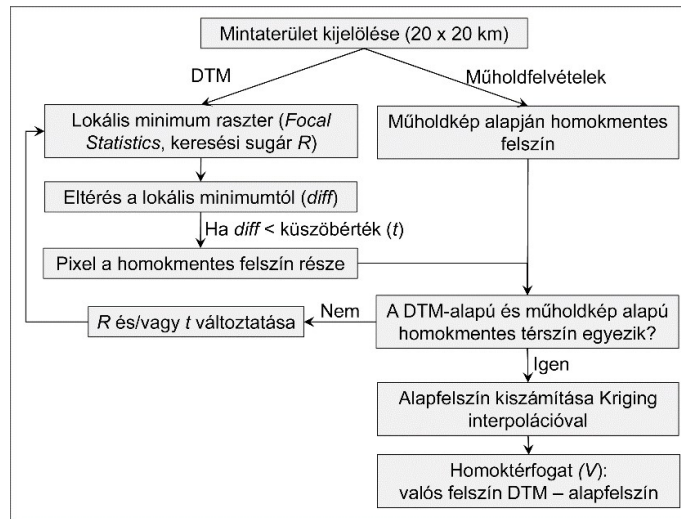 Mintaterület kijelölése (20 x 20 km)
DTM
Műholdfelvételek
Lokális minimum raszter (Focal
Statistics, keresési sugár R)
Műholdkép alapján homokmentes
felszín
Eltérés a lokális minimumtól (diff)
Ha diff < küszöbérték (t)
Pixel a homokmentes felszín része
R és/vagy t változtatása
Nem
A DTM-alapú és műholdkép alapú
homokmentes térszín egyezik?
Igen
Alapfelszín kiszámítása Kriging
interpolációval
Homoktérfogat (V):
valós felszín DTM – alapfelszín